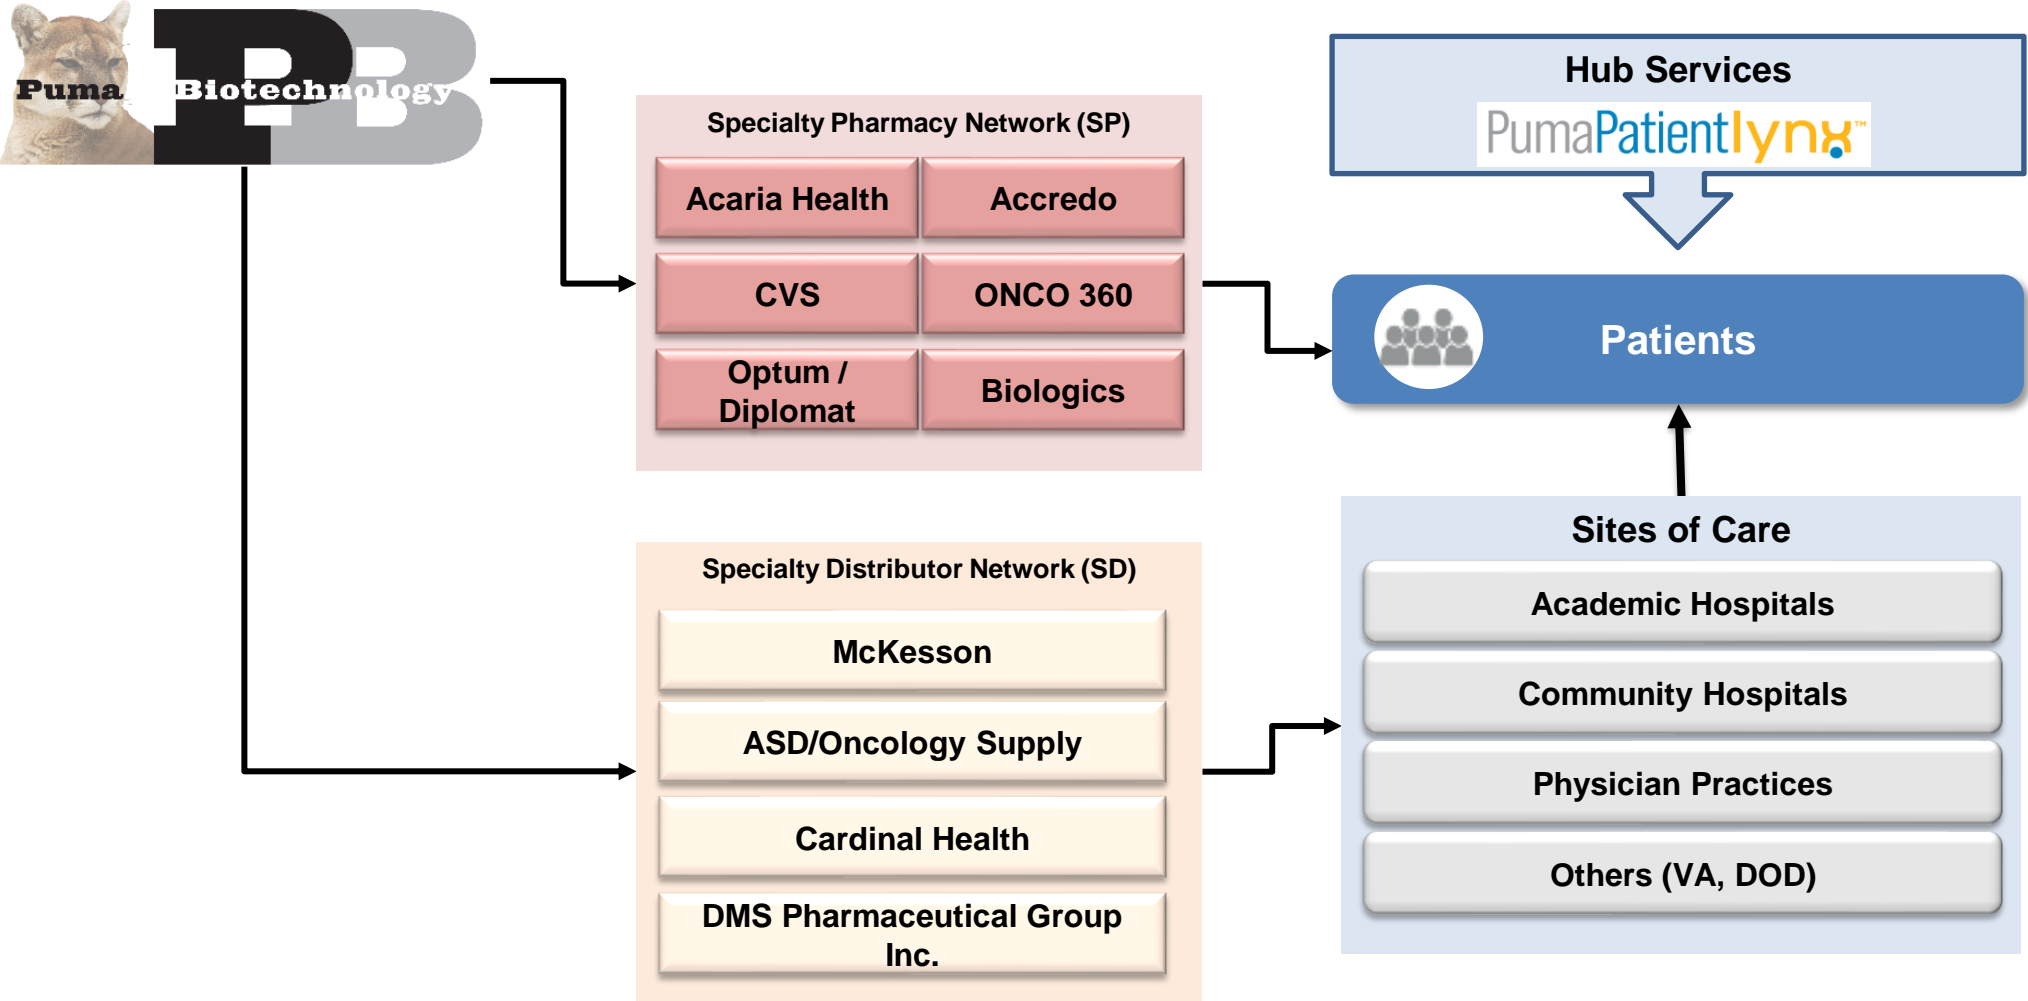 Puma Biotechnology
Specialty Pharmacy Network (SP)
Acaria Health
Accredo
CVS
ONCO 360
Optum /
Diplomat
Biologics
Specialty Distributor Network (SD)
McKesson
ASD/Oncology Supply
Cardinal Health
DMS Pharmaceutical Group
Inc.
Hub Services
PumaPatientlynx™
Patients
Sites of Care
Academic Hospitals
Community Hospitals
Physician Practices
Others (VA, DOD)